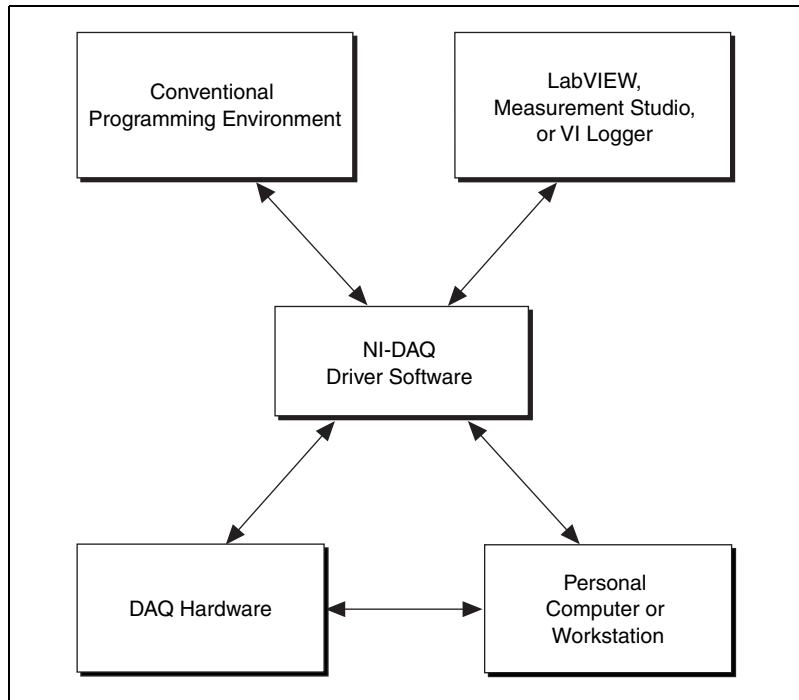 Conventional
Programming Environment
LabVIEW,
Measurement Studio,
or VI Logger
NI-DAQ
Driver Software
DAQ Hardware
Personal
Computer or
Workstation